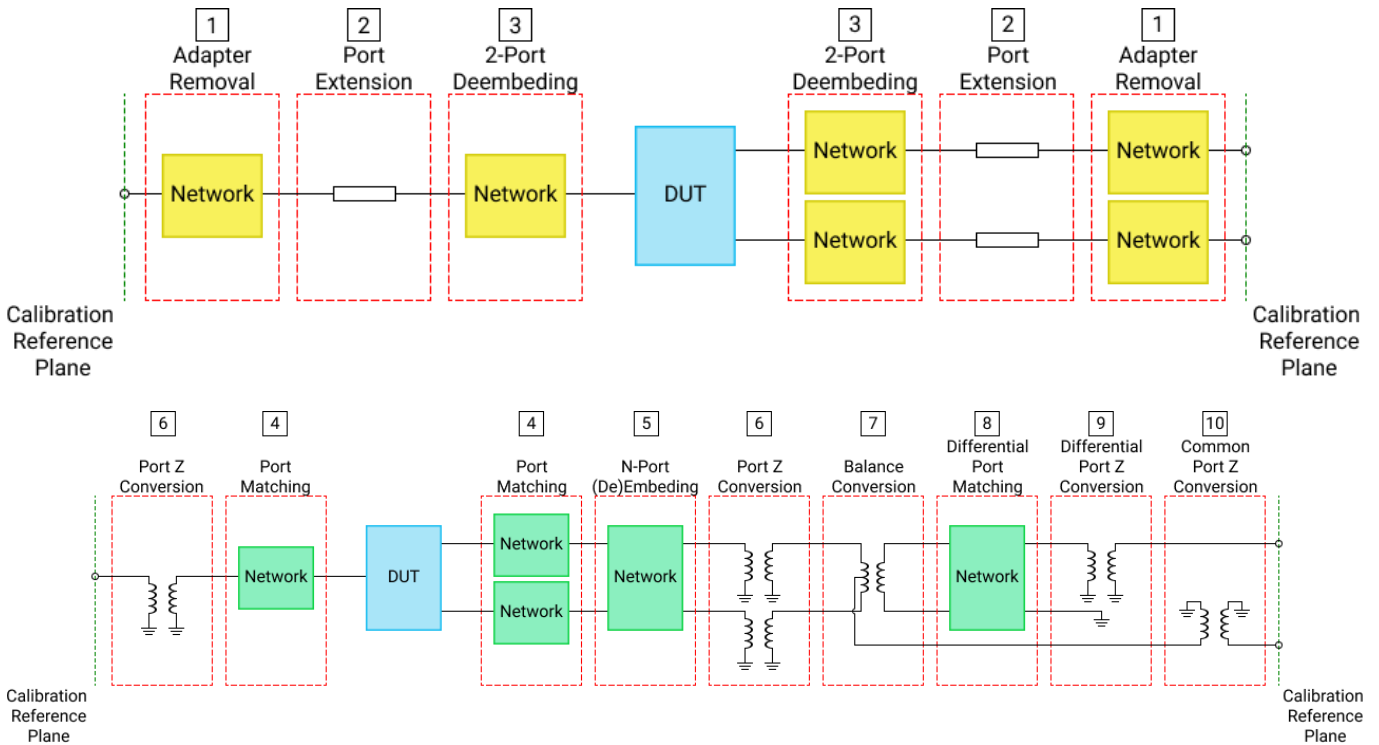 1
Adapter
Removal
2
Port
Extension
3
2-Port
Deembeding
3
2-Port
Deembeding
2
Port
Extension
1
Adapter
Removal
Network
Network
DUT
Network
Network
Network
Network
Calibration
Reference
Plane
Calibration
Reference
Plane
6
Port Z
Conversion
4
Port
Matching
4
Port
Matching
5
N-Port
(De)Embeding
6
Port Z
Conversion
7
Balance
Conversion
8
Differential
Port
Matching
9
Differential
Port Z
Conversion
10
Common
Port Z
Conversion
Network
DUT
Network
Network
Network
Network
Calibration
Reference
Plane
Calibration
Reference
Plane